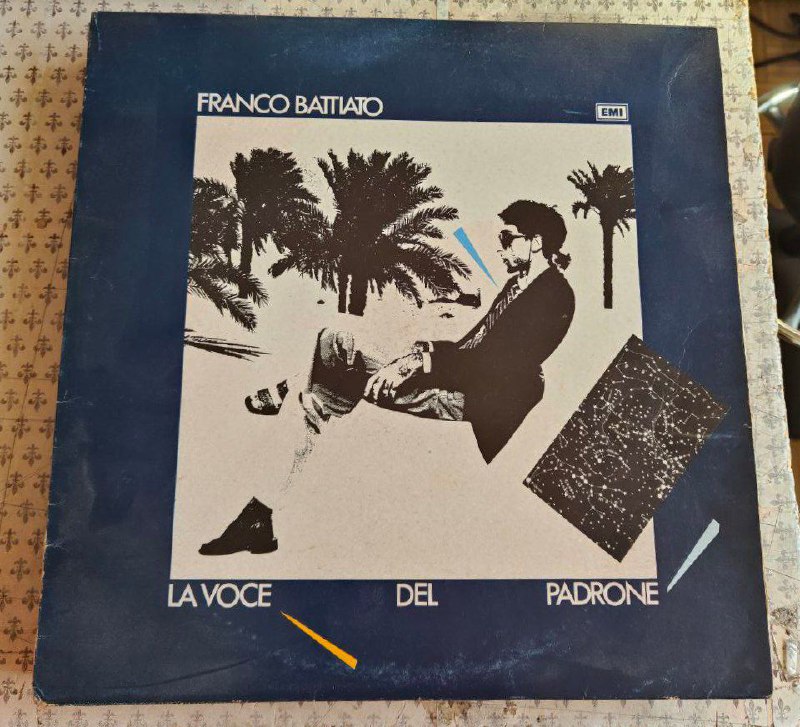 FRANCO BATTIATO
EMI
LA VOCE DEL PADRONE